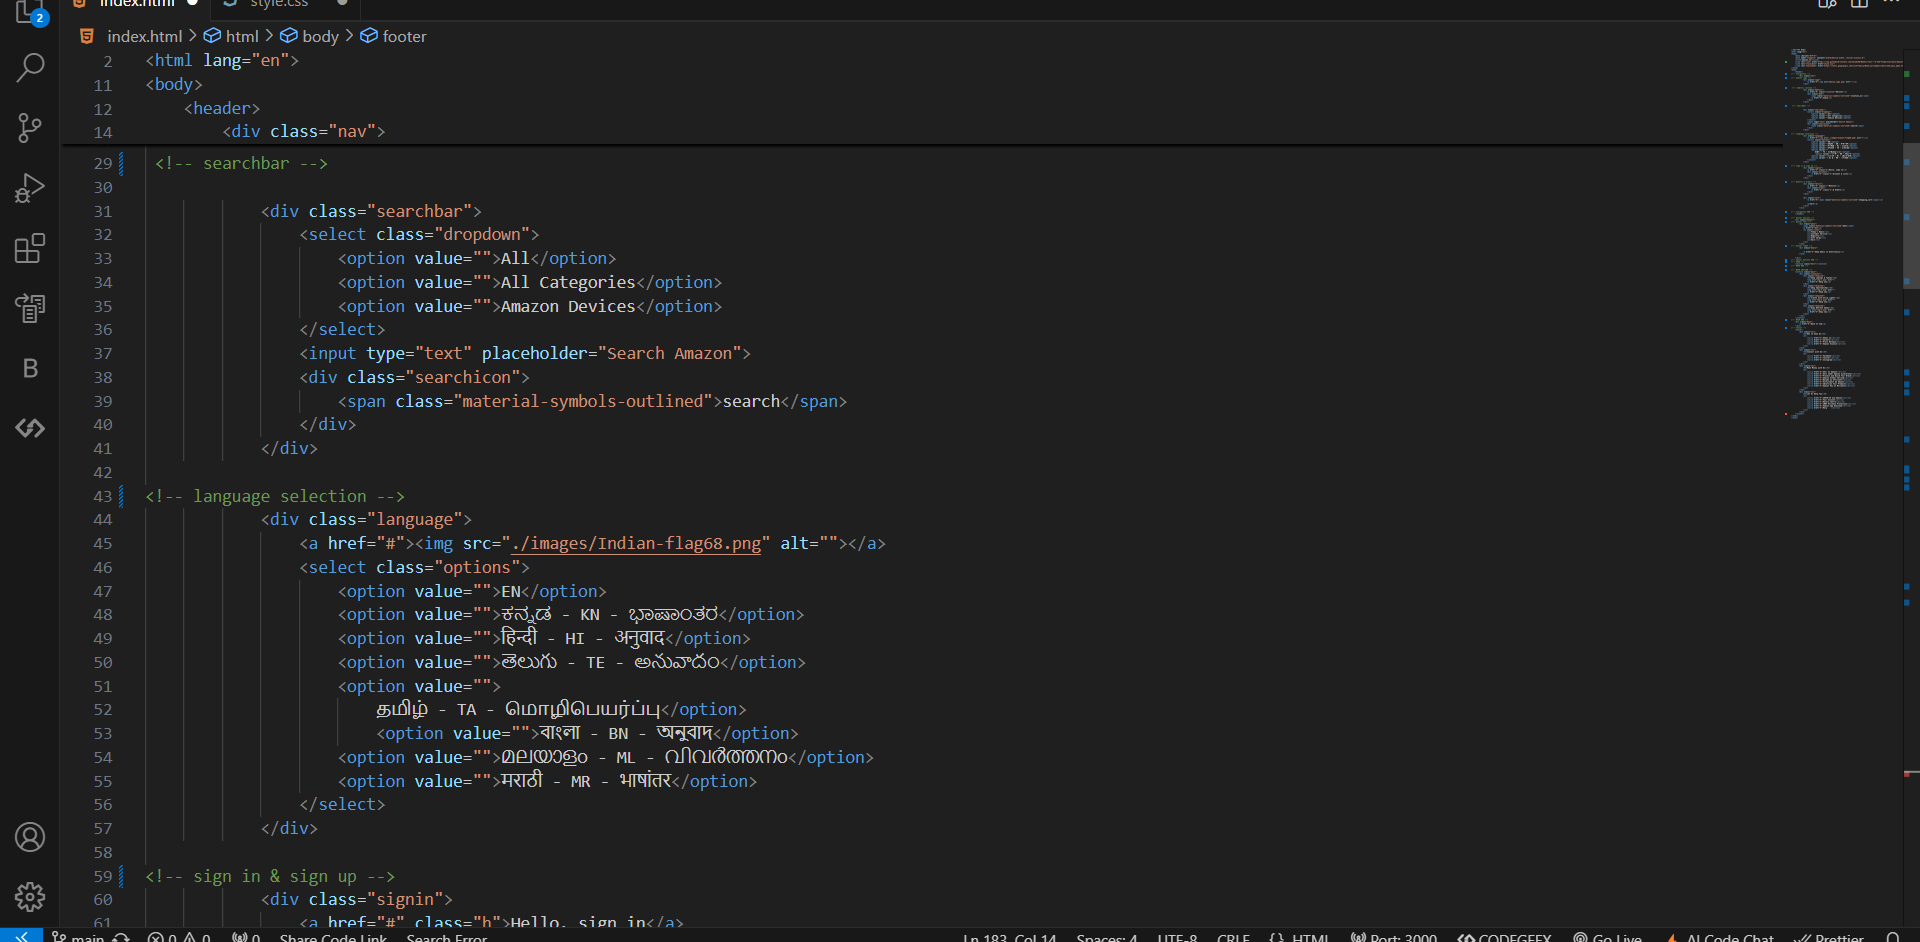 index.html
style.css
2
index.html > html > body > footer
2 <html lang="en">
11 <body>
12 <header>
14 <div class="nav">
29 <!-- searchbar -->
30
31 <div class="searchbar">
32 <select class="dropdown">
33 <option value="">All</option>
34 <option value="">All Categories</option>
35 <option value="">Amazon Devices</option>
36 </select>
37 <input type="text" placeholder="Search Amazon">
38 <div class="searchicon">
39 <span class="material-symbols-outlined">search</span>
40 </div>
41 </div>
42
43 <!-- language selection -->
44 <div class="language">
45 <a href="#"><img src="./images/Indian-flag68.png" alt=""></a>
46 <select class="options">
47 <option value="">EN</option>
48 <option value="">ಕನ್ನಡ - KN - ಭಾಷಾಂತರ</option>
49 <option value="">हिन्दी - HI - अनुवाद</option>
50 <option value="">తెలుగు - TE - అనువాదం</option>
51 <option value="">
52 தமிழ் - TA - மொழிபெயர்ப்பு</option>
53 <option value="">বাংলা - BN - অনুবাদ</option>
54 <option value="">മലയാളം - ML - വിവർത്തനം</option>
55 <option value="">मराठी - MR - भाषांतर</option>
56 </select>
57 </div>
58
59 <!-- sign in & sign up -->
60 <div class="signin">
61 <a href="#" class="h">Hello, sign in</a>
B
main 0 0 0 Share Code Link Search Error Ln 183, Col 14 Spaces: 4 UTF-8 CRLF {} HTML Port: 3000 CODEGEEX Go Live AI Code Chat Prettier